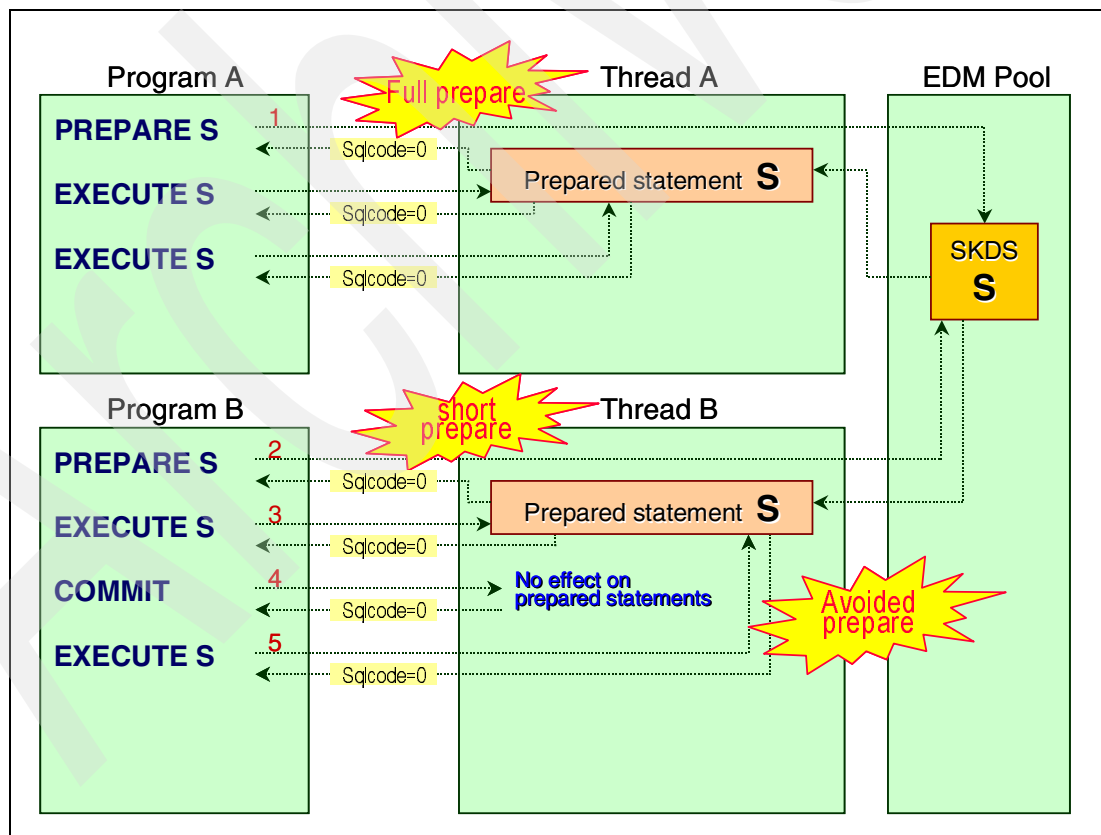 Program A
Thread A
EDM Pool
Full prepare
PREPARE S
1
Sqlcode=0
Prepared statement S
EXECUTE S
Sqlcode=0
EXECUTE S
Sqlcode=0
SKDS
S
Program B
short
prepare
Thread B
PREPARE S
2
Sqlcode=0
Prepared statement S
EXECUTE S
3
Sqlcode=0
COMMIT
4
No effect on
prepared statements
Sqlcode=0
Avoided
prepare
EXECUTE S
5
Sqlcode=0